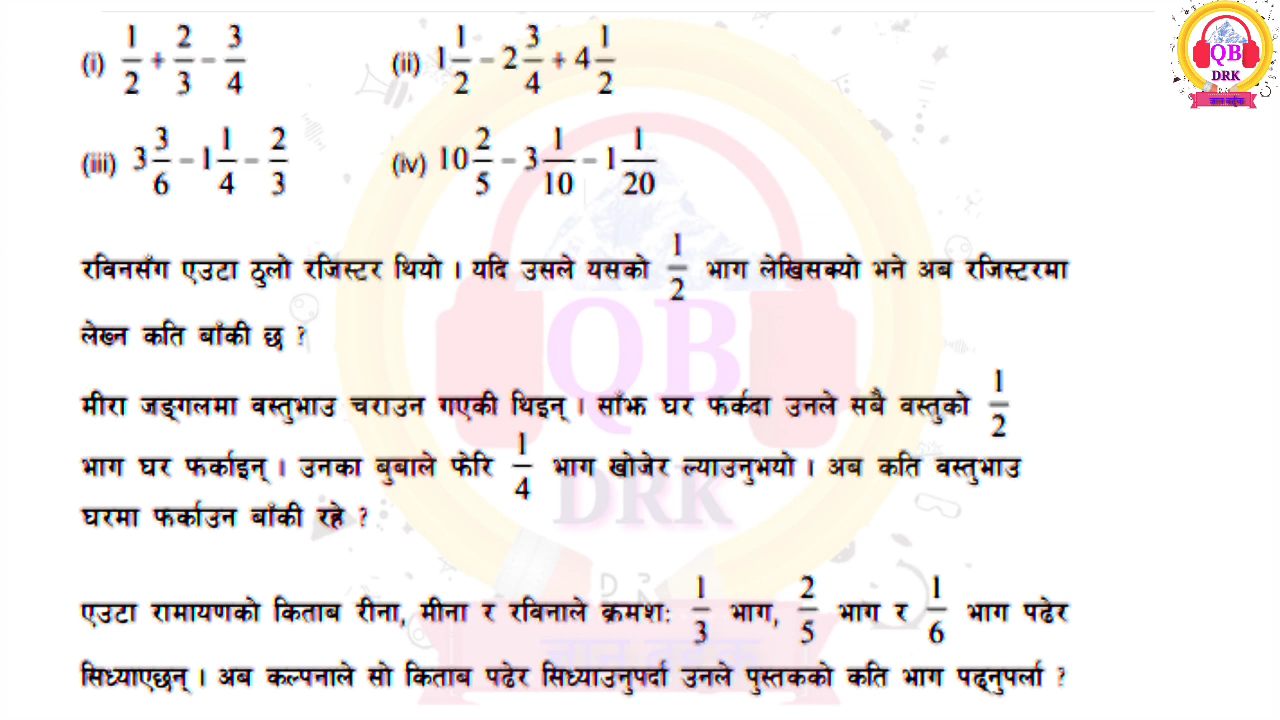 (i) 1/2 + 2/3 − 3/4 (ii) 1 1/2 − 2 3/4 + 4 1/2
(iii) 3 3/6 − 1 1/4 − 2/3 (iv) 10 2/5 − 3 1/10 − 1 1/20
रविनसँग एउटा ठुलो रजिस्टर थियो । यदि उसले यसको 1/2 भाग लेखिसक्यो भने अब रजिस्टरमा
लेख्न कति बाँकी छ ?
मीरा जङ्गलमा वस्तुभाउ चराउन गएकी थिइन् । साँझ घर फर्कदा उनले सबै वस्तुको 1/2
भाग घर फर्काइन् । उनका बुबाले फेरि 1/4 भाग खोजेर ल्याउनुभयो । अब कति वस्तुभाउ
घरमा फर्काउन बाँकी रहे ?
एउटा रामायणको किताब रीना, मीना र रविनाले क्रमशः 1/3 भाग, 2/5 भाग र 1/6 भाग पढेर
सिध्याएछन् । अब कल्पनाले सो किताब पढेर सिध्याउनुपर्दा उनले पुस्तकको कति भाग पढ्नुपर्ला ?
QB
DRK
ज्ञान बर्द्धक
QB
DRK